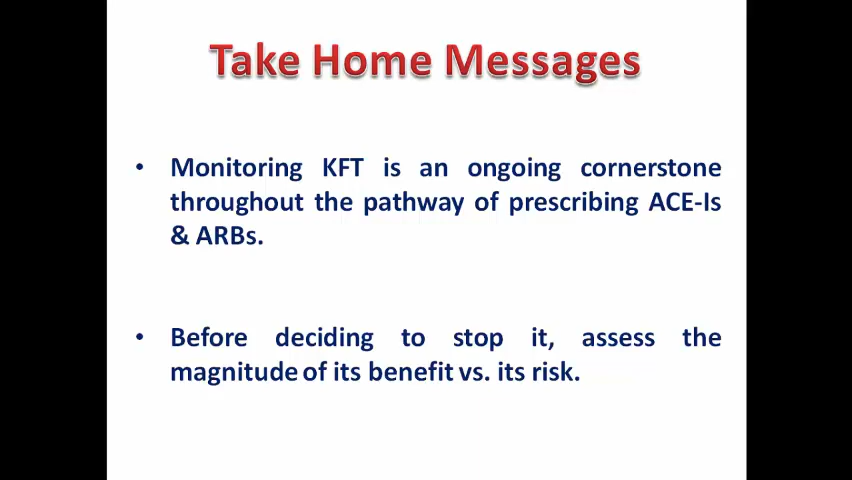 Take Home Messages
• Monitoring KFT is an ongoing cornerstone
throughout the pathway of prescribing ACE-Is
& ARBs.
• Before deciding to stop it, assess the
magnitude of its benefit vs. its risk.